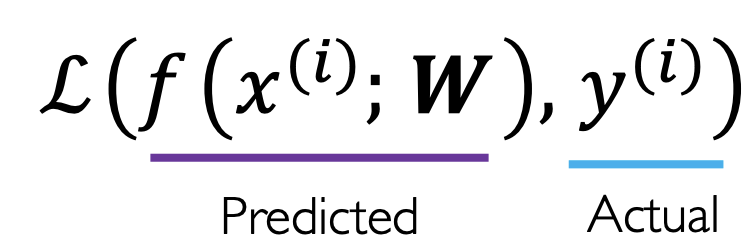 ℒ(f(x⁽ⁱ⁾; W), y⁽ⁱ⁾)
Predicted Actual